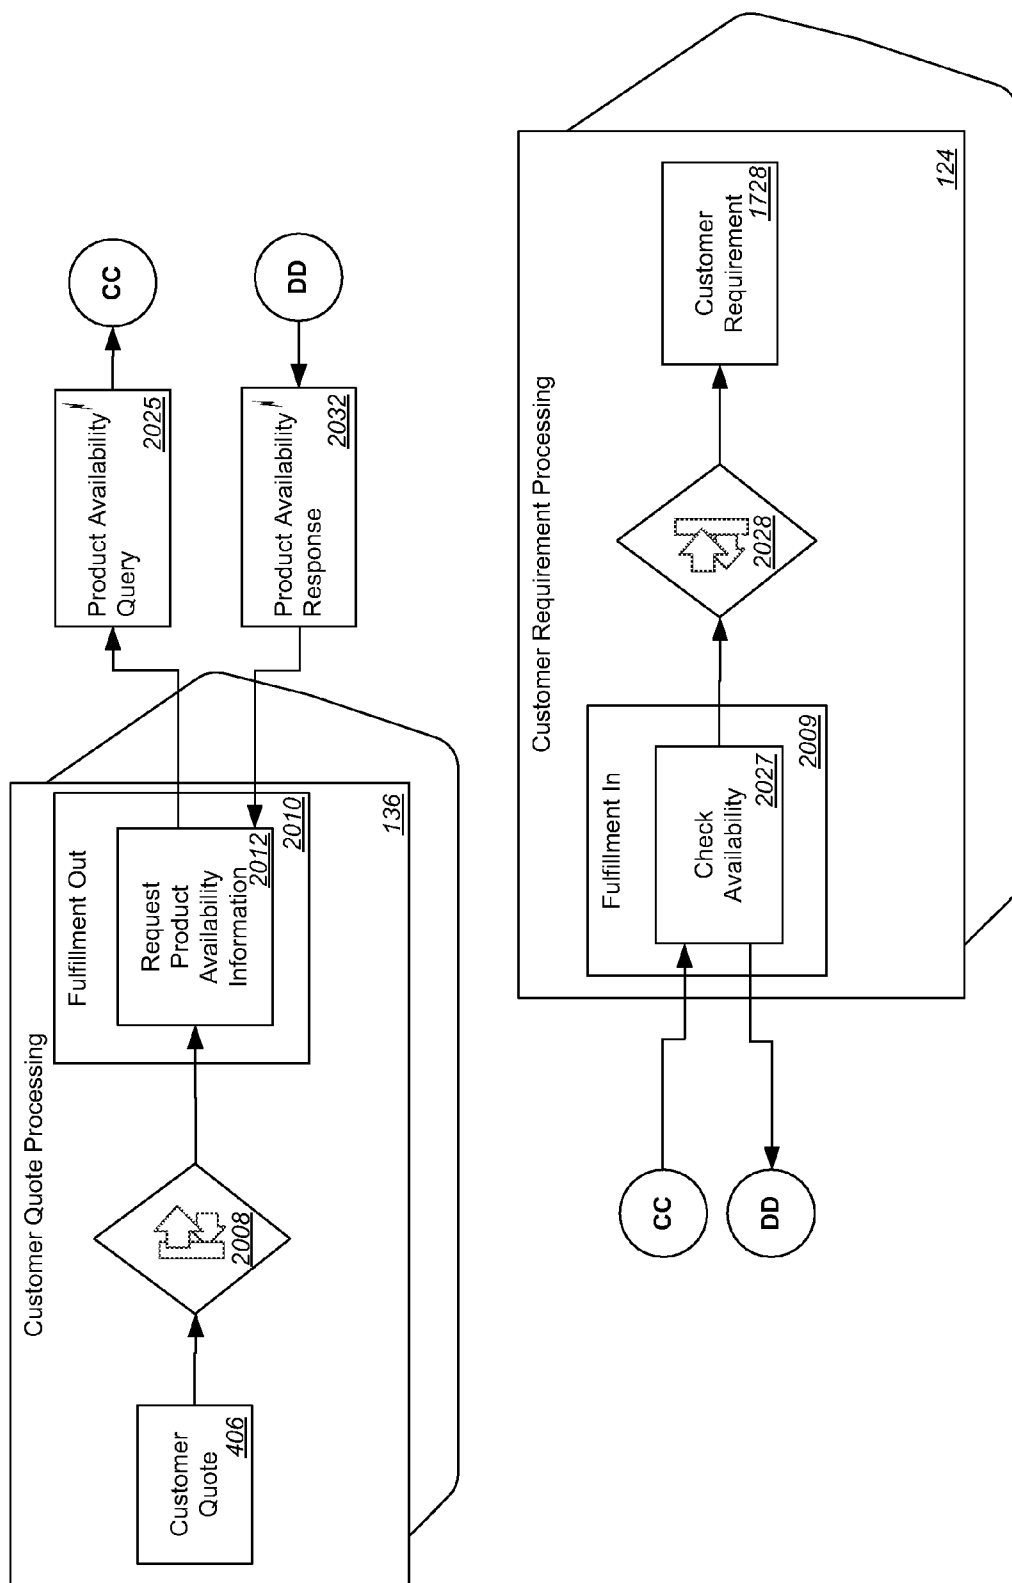 Customer Quote Processing
Customer
Quote
406
2008
Fulfillment Out
Request
Product
Availability
Information
2012
2010
136
Product Availability
Query
2025
CC
Product Availability
Response
2032
DD
Customer Requirement Processing
CC
DD
Fulfillment In
Check
Availability
2027
2009
2028
Customer
Requirement
1728
124